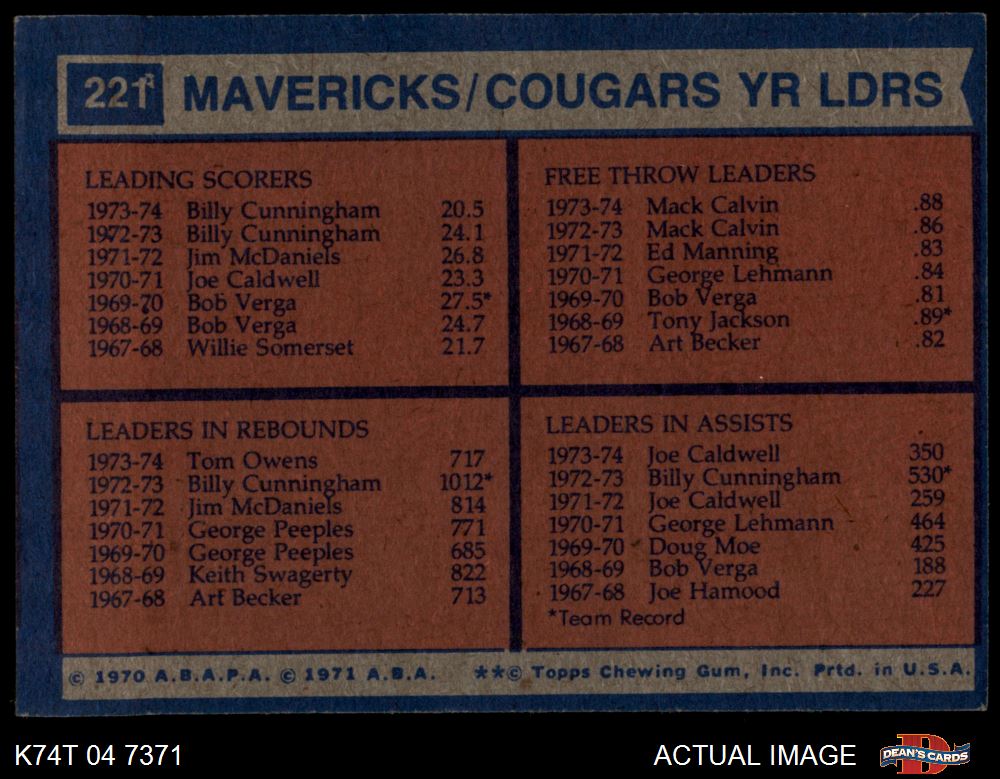 221
MAVERICKS/COUGARS YR LDRS
LEADING SCORERS
1973-74 Billy Cunningham 20.5
1972-73 Billy Cunningham 24.1
1971-72 Jim McDaniels 26.8
1970-71 Joe Caldwell 23.3
1969-70 Bob Verga 27.5*
1968-69 Bob Verga 24.7
1967-68 Willie Somerset 21.7
FREE THROW LEADERS
1973-74 Mack Calvin .88
1972-73 Mack Calvin .86
1971-72 Ed Manning .83
1970-71 George Lehmann .84
1969-70 Bob Verga .81
1968-69 Tony Jackson .89*
1967-68 Art Becker .82
LEADERS IN REBOUNDS
1973-74 Tom Owens 717
1972-73 Billy Cunningham 1012*
1971-72 Jim McDaniels 814
1970-71 George Peeples 771
1969-70 George Peeples 685
1968-69 Keith Swagerty 822
1967-68 Art Becker 713
LEADERS IN ASSISTS
1973-74 Joe Caldwell 350
1972-73 Billy Cunningham 530*
1971-72 Joe Caldwell 259
1970-71 George Lehmann 464
1969-70 Doug Moe 425
1968-69 Bob Verga 188
1967-68 Joe Hamood 227
*Team Record
© 1970 A.B.A.P.A. © 1971 A.B.A. **© Topps Chewing Gum, Inc. Prtd. in U.S.A.
K74T 04 7371
ACTUAL IMAGE
DEAN'S CARDS